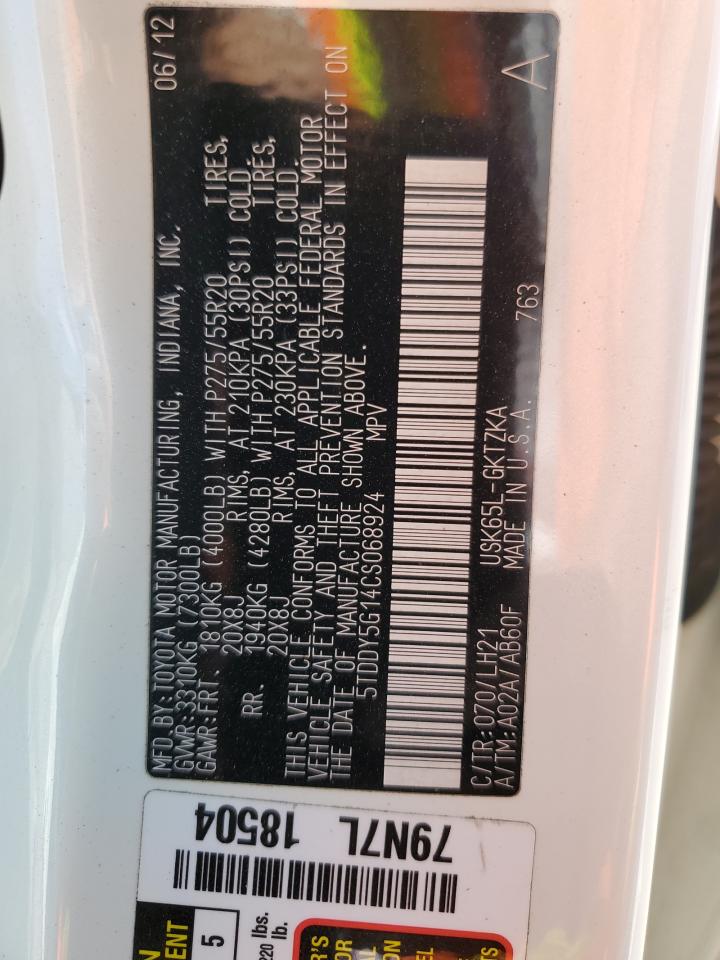 MFD.BY:TOYOTA MOTOR MANUFACTURING, INDIANA, INC. 06/12
GVWR:3310KG (7300LB)
GAWR:FRT. 1810KG (4000LB) WITH P275/55R20 TIRES,
20X8J RIMS, AT 210KPA (30PSI) COLD.
RR. 1940KG (4280LB) WITH P275/55R20 TIRES,
20X8J RIMS, AT 230KPA (33PSI) COLD.
THIS VEHICLE CONFORMS TO ALL APPLICABLE FEDERAL MOTOR
VEHICLE SAFETY AND THEFT PREVENTION STANDARDS IN EFFECT ON
THE DATE OF MANUFACTURE SHOWN ABOVE.
5TDDY5G14CS068924 MPV
C/TR:070/LH21 USK65L-GKTZKA
A/TM:A02A/AB60F MADE IN U.S.A. 763 A
79N7L
18504
5
220 lb.
lbs.